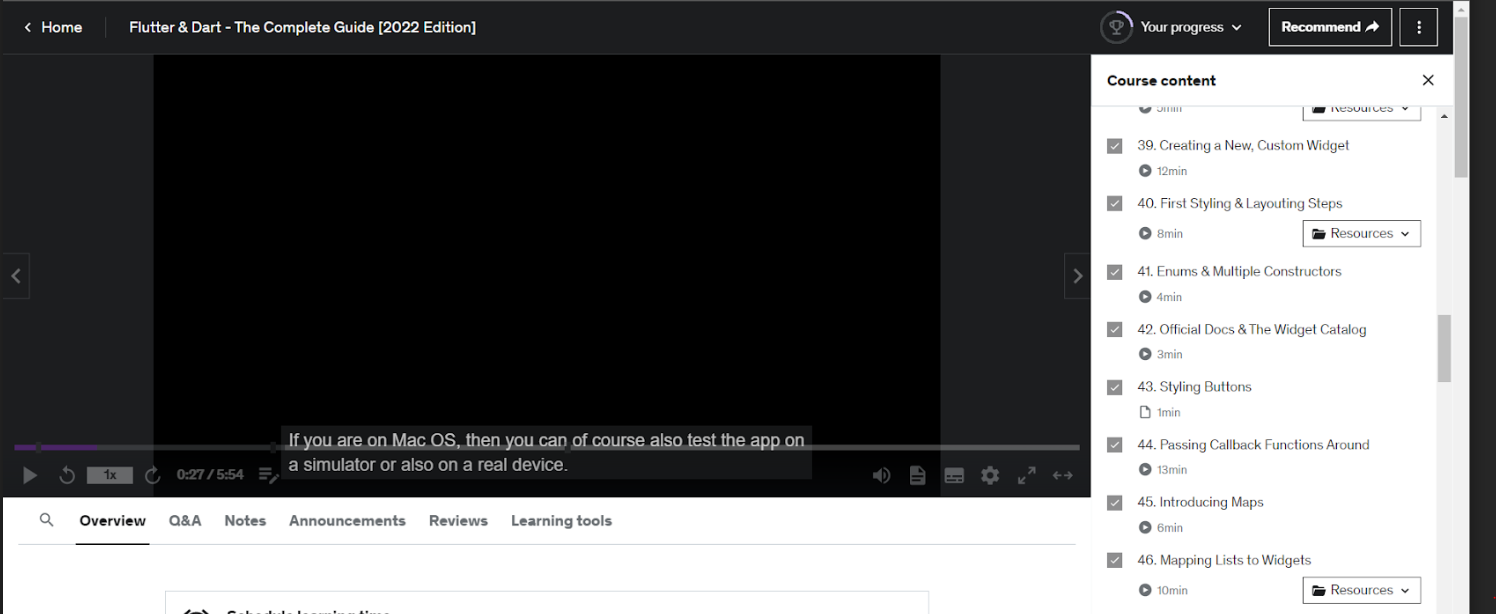 Home
Flutter & Dart - The Complete Guide [2022 Edition]
Your progress
Recommend
If you are on Mac OS, then you can of course also test the app on
a simulator or also on a real device.
1x
0:27 / 5:54
Overview
Q&A
Notes
Announcements
Reviews
Learning tools
Schedule learning time
Course content
5min
Resources
39. Creating a New, Custom Widget
12min
40. First Styling & Layouting Steps
8min
Resources
41. Enums & Multiple Constructors
4min
42. Official Docs & The Widget Catalog
3min
43. Styling Buttons
1min
44. Passing Callback Functions Around
13min
45. Introducing Maps
6min
46. Mapping Lists to Widgets
10min
Resources